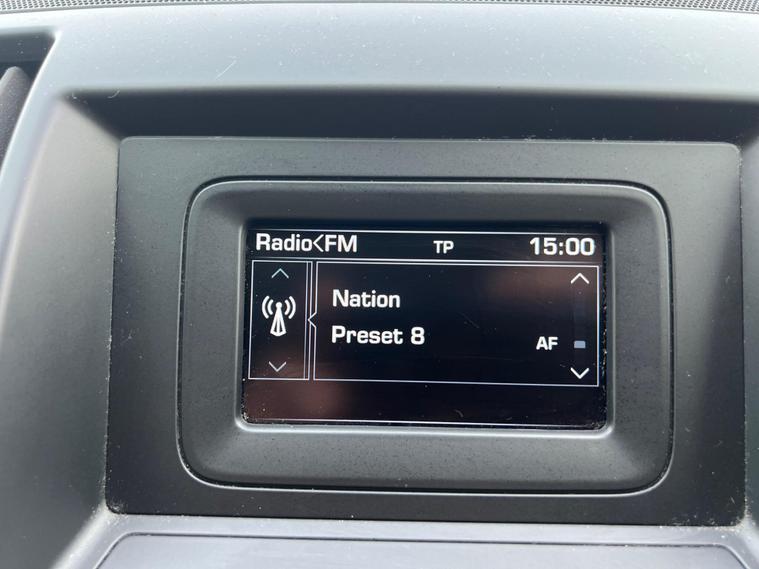 Radio<FM TP 15:00
Nation
Preset 8
AF